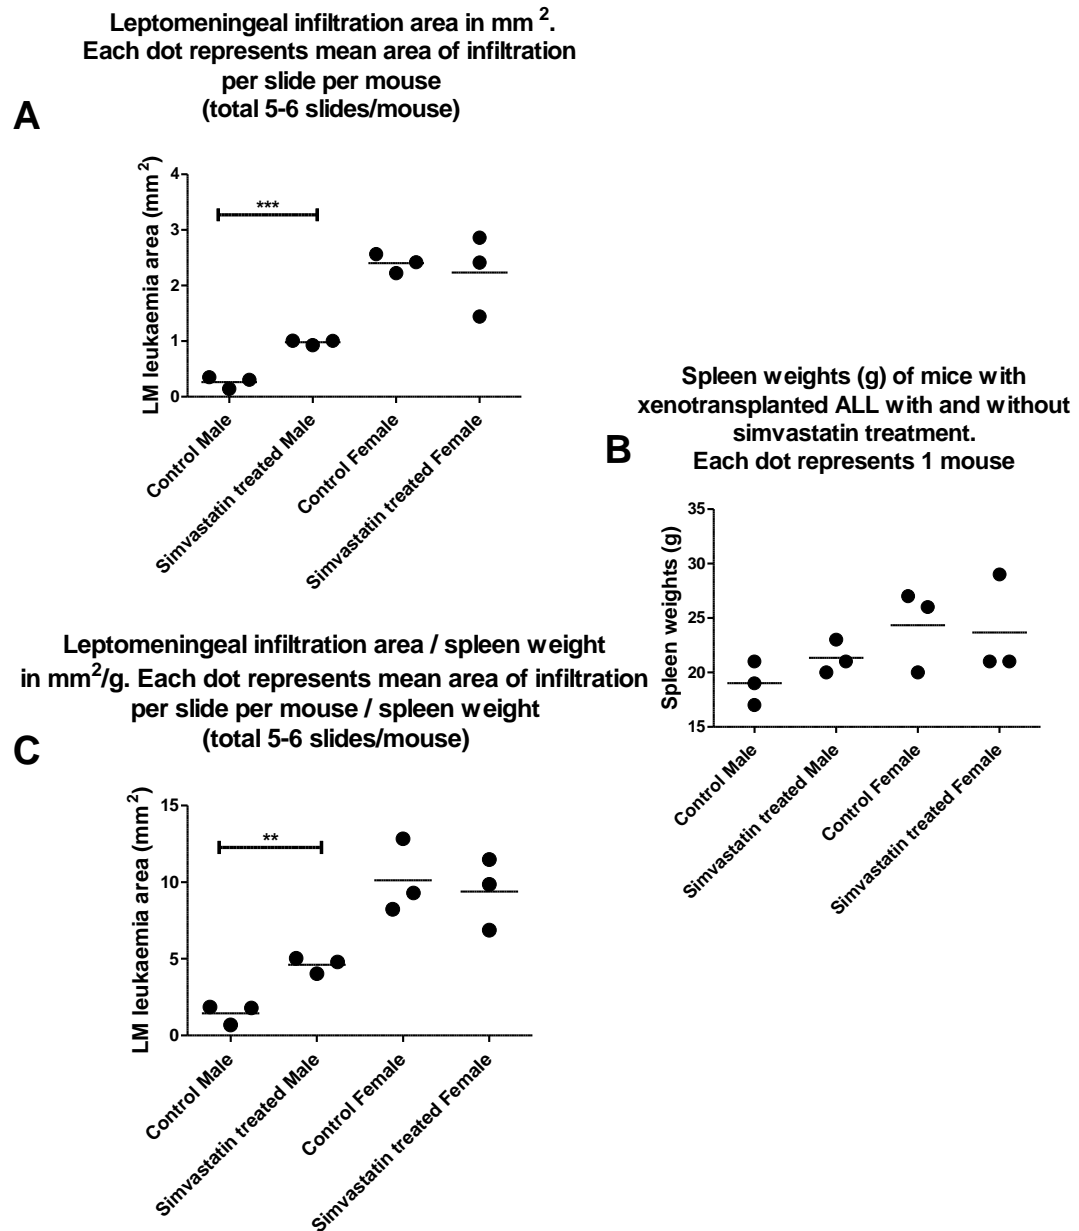 Leptomeningeal infiltration area in mm 2.
Each dot represents mean area of infiltration
per slide per mouse
(total 5-6 slides/mouse)
A
LM leukaemia area (mm2)
4
3
2
1
0
***
Control Male
Simvastatin treated Male
Control Female
Simvastatin treated Female
Spleen weights (g) of mice with
xenotransplanted ALL with and without
simvastatin treatment.
Each dot represents 1 mouse
B
Spleen weights (g)
35
30
25
20
15
Control Male
Simvastatin treated Male
Control Female
Simvastatin treated Female
Leptomeningeal infiltration area / spleen weight
in mm2/g. Each dot represents mean area of infiltration
per slide per mouse / spleen weight
(total 5-6 slides/mouse)
C
LM leukaemia area (mm2)
15
10
5
0
**
Control Male
Simvastatin treated Male
Control Female
Simvastatin treated Female